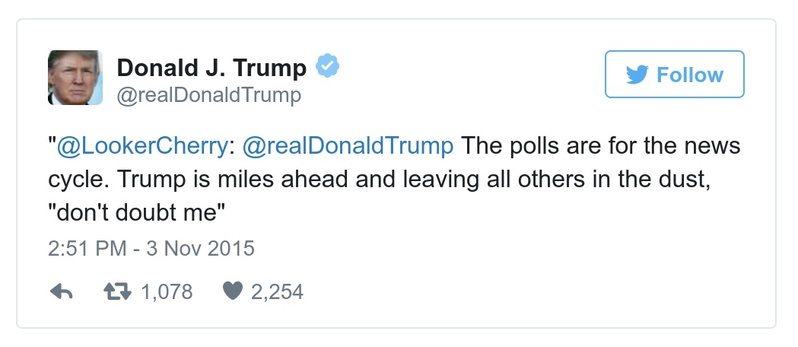 Donald J. Trump
Follow
@realDonaldTrump
"@LookerCherry: @realDonaldTrump The polls are for the news
cycle. Trump is miles ahead and leaving all others in the dust,
"don't doubt me"
2:51 PM - 3 Nov 2015
1,078 2,254